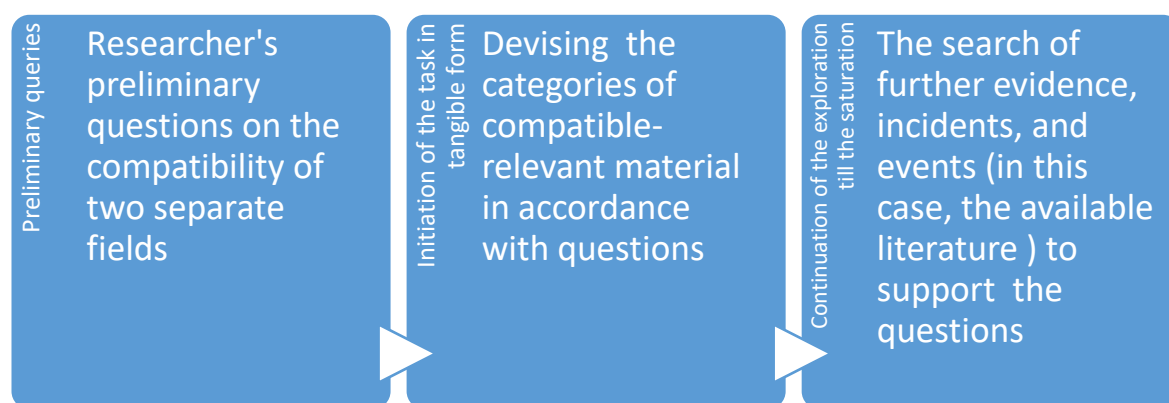 Preliminary queries
Researcher's
preliminary
questions on the
compatibility of
two separate
fields
Initiation of the task in
tangible form
Devising the
categories of
compatible-
relevant material
in accordance
with questions
Continuation of the exploration
till the saturation
The search of
further evidence,
incidents, and
events (in this
case, the available
literature ) to
support the
questions